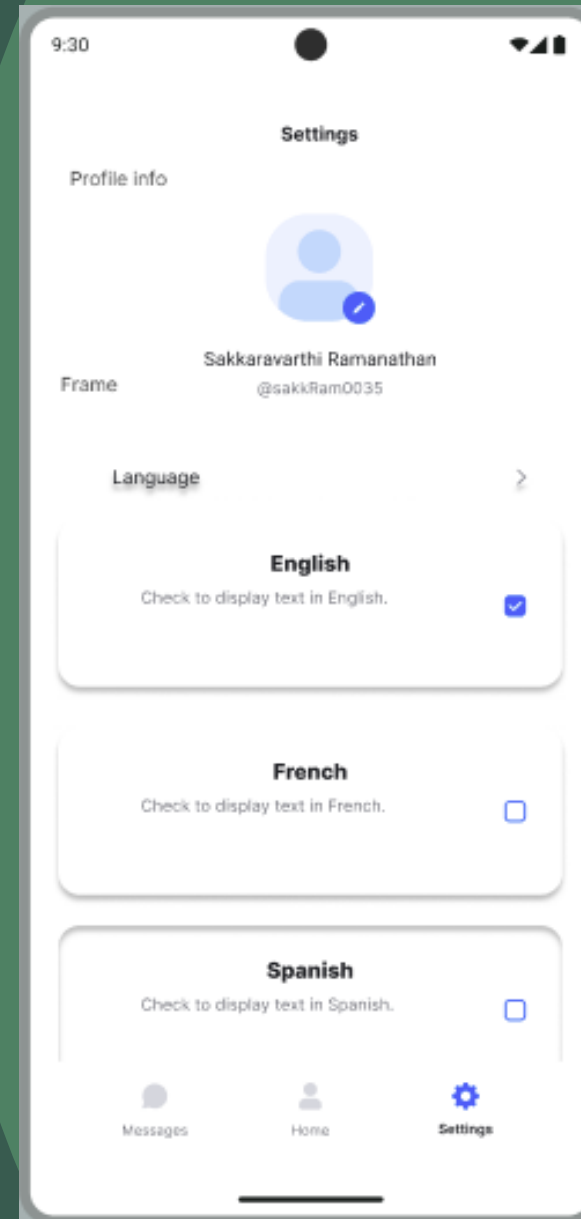 9:30
Settings
Profile info
Sakkaravarthi Ramanathan
Frame
@sakkRam0035
Language
English
Check to display text in English.
French
Check to display text in French.
Spanish
Check to display text in Spanish.
Messages Home Settings